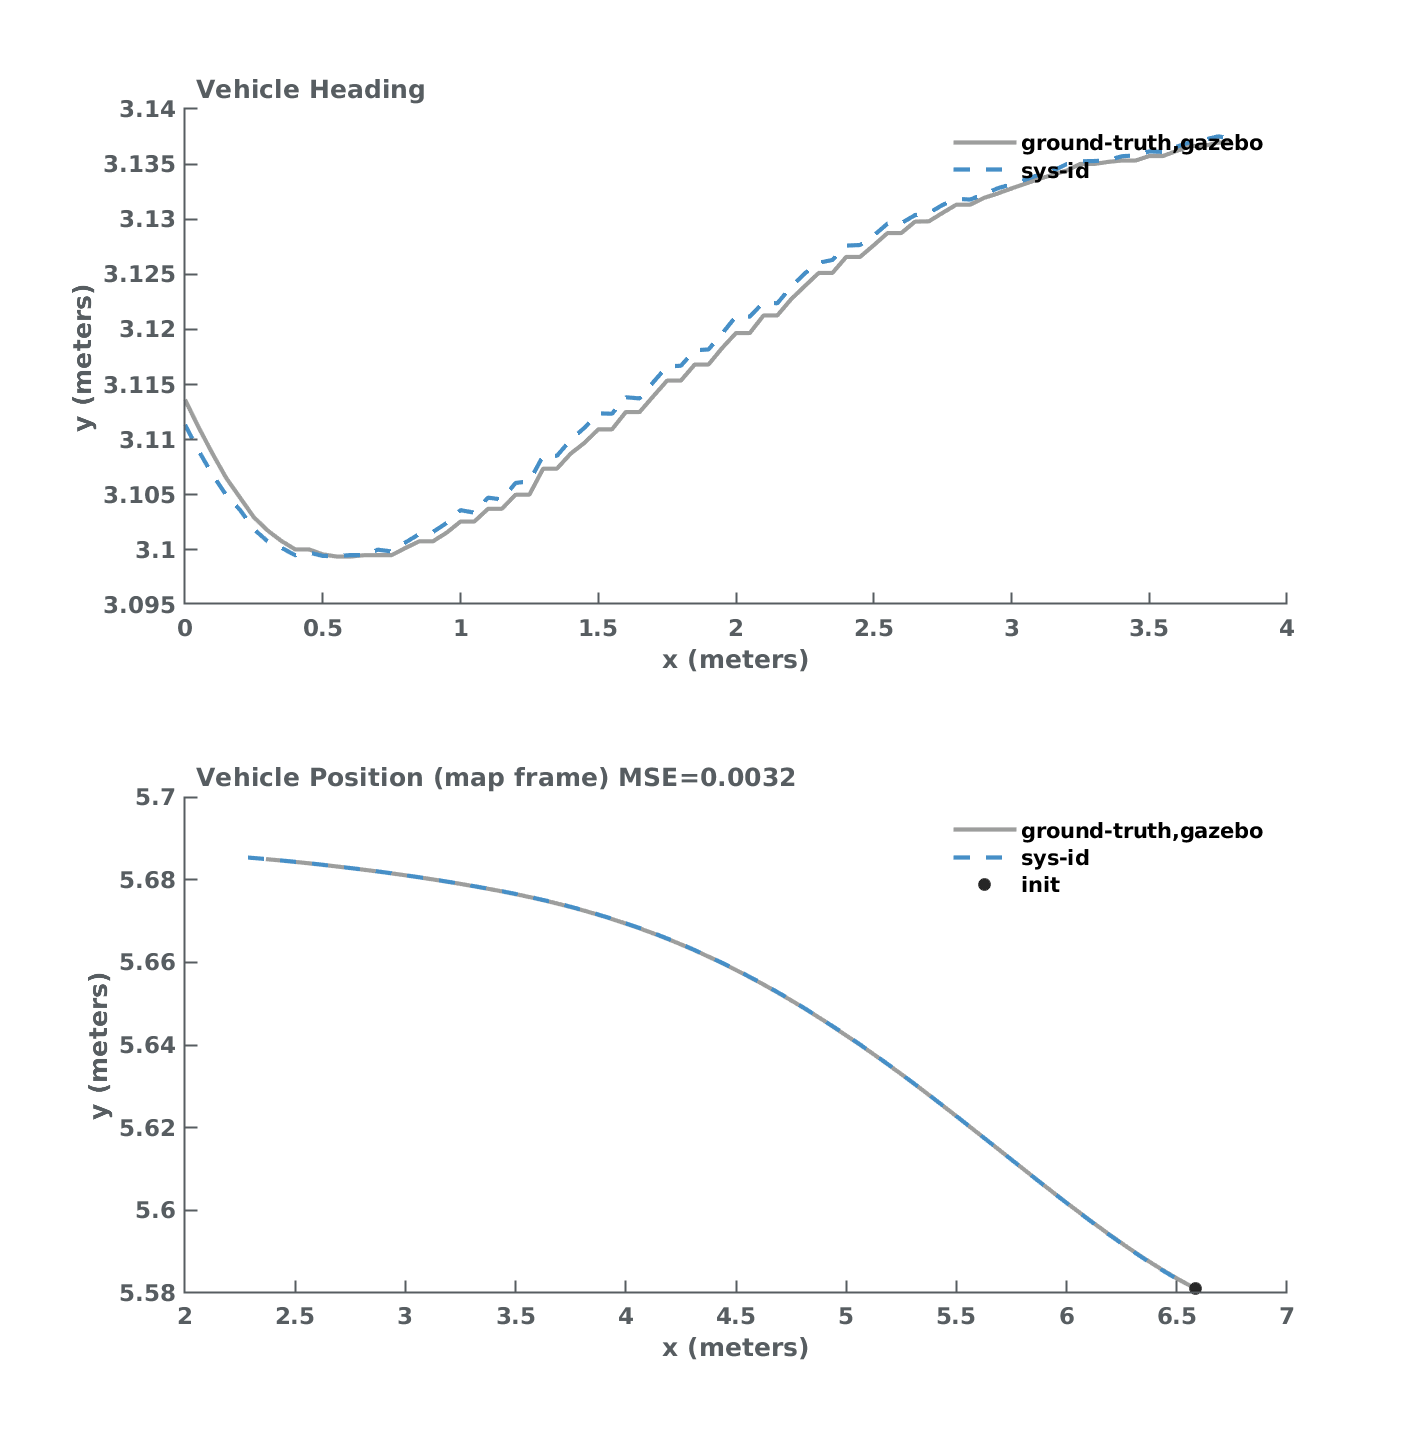 Vehicle Heading
3.14
3.135
3.13
3.125
3.12
3.115
3.11
3.105
3.1
3.095
y (meters)
ground-truth,gazebo
sys-id
0 0.5 1 1.5 2 2.5 3 3.5 4
x (meters)
Vehicle Position (map frame) MSE=0.0032
5.7
5.68
5.66
5.64
5.62
5.6
5.58
y (meters)
ground-truth,gazebo
sys-id
init
2 2.5 3 3.5 4 4.5 5 5.5 6 6.5 7
x (meters)